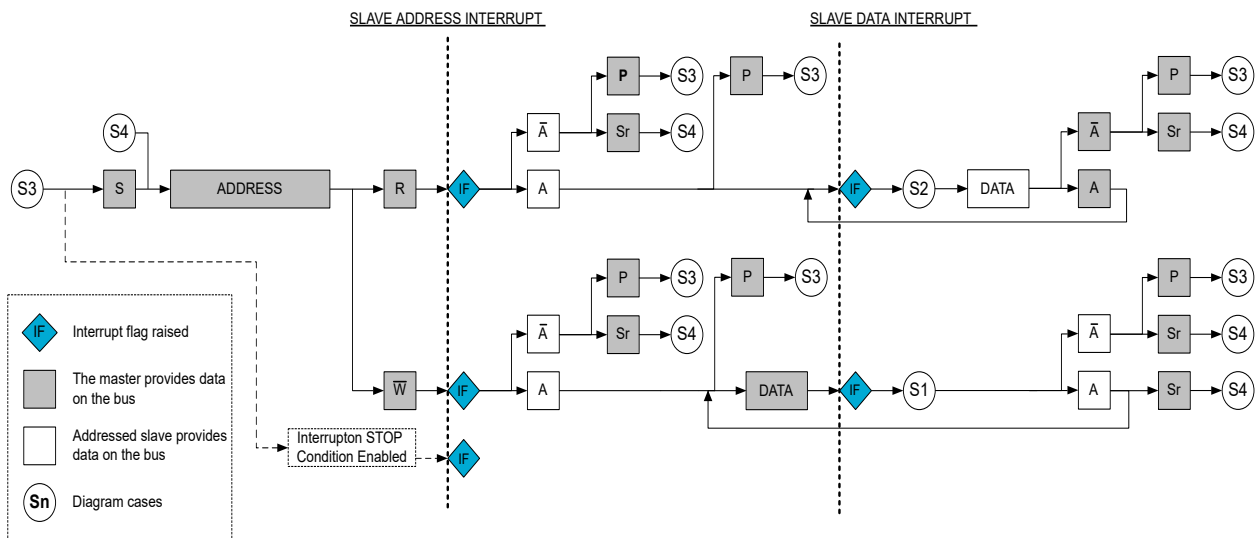 SLAVE ADDRESS INTERRUPT
SLAVE DATA INTERRUPT
P
S3
P
S3
P
S3
S4
A̅
Sr
S4
A̅
Sr
S4
S3
S
ADDRESS
R
IF
A
IF
S2
DATA
A
P
S3
P
S3
P
S3
A̅
Sr
S4
A̅
Sr
S4
W̅
IF
A
DATA
IF
S1
A
Sr
S4
Interrupton STOP
Condition Enabled
IF
IF
Interrupt flag raised
The master provides data
on the bus
Addressed slave provides
data on the bus
Sn
Diagram cases